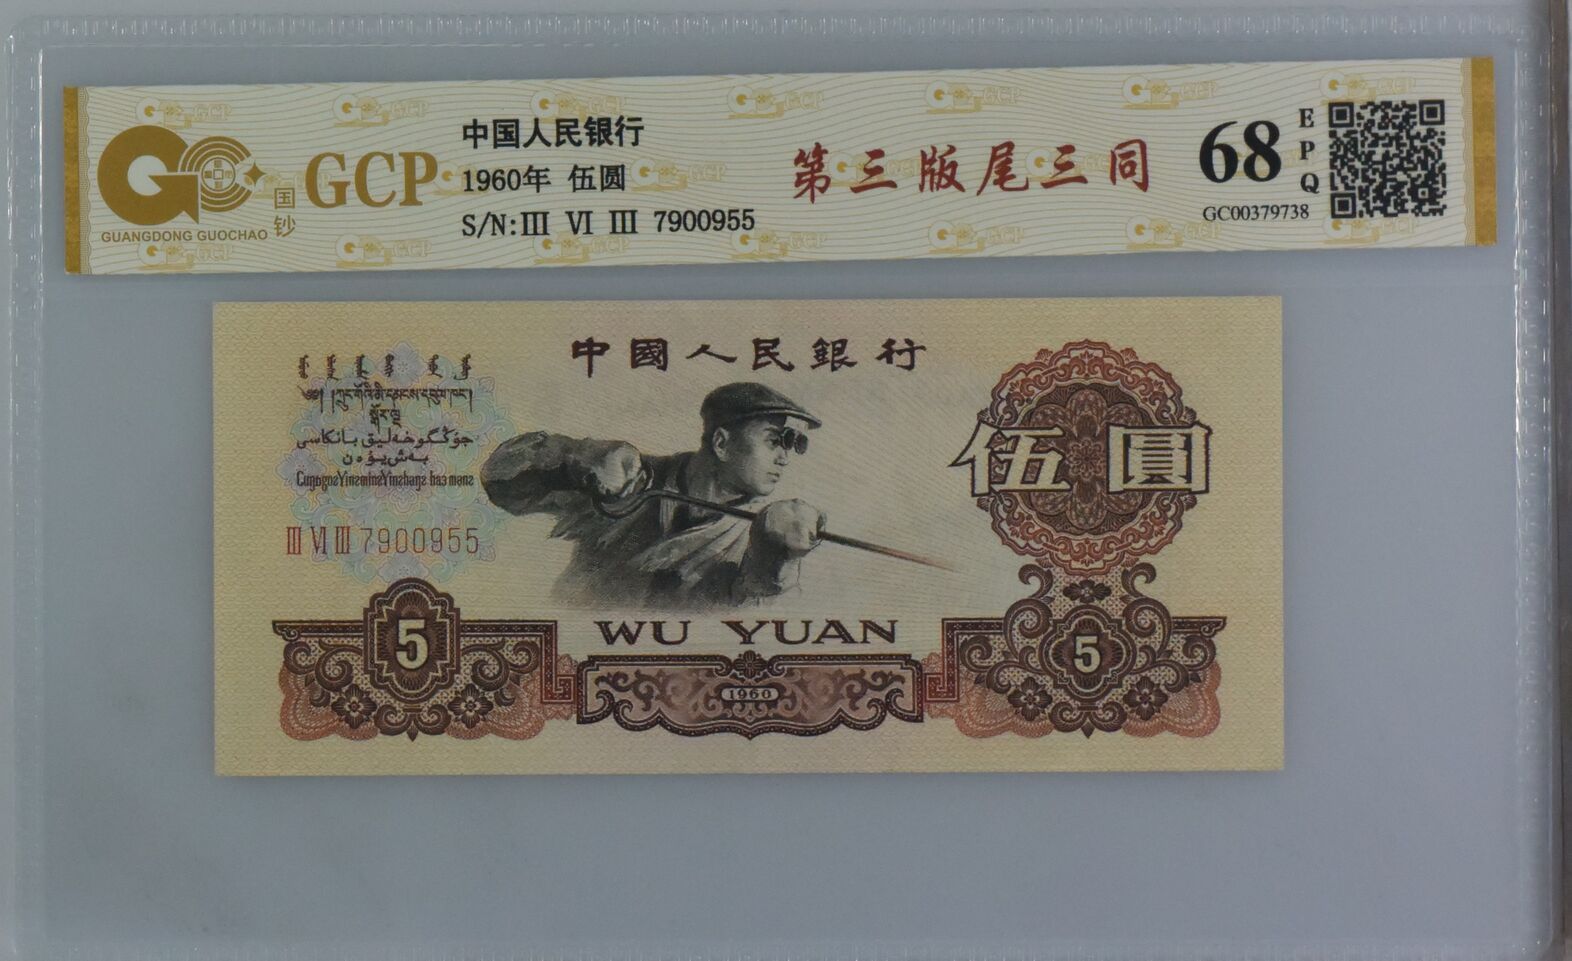 国钞
GUANGDONG GUOCHAO
GCP
中国人民银行
1960年 伍圆
S/N:III VI III 7900955
第三版尾三同
68
EPQ
GC00379738
中國人民銀行
伍圓
III VI III 7900955
WU YUAN
5
5
1960